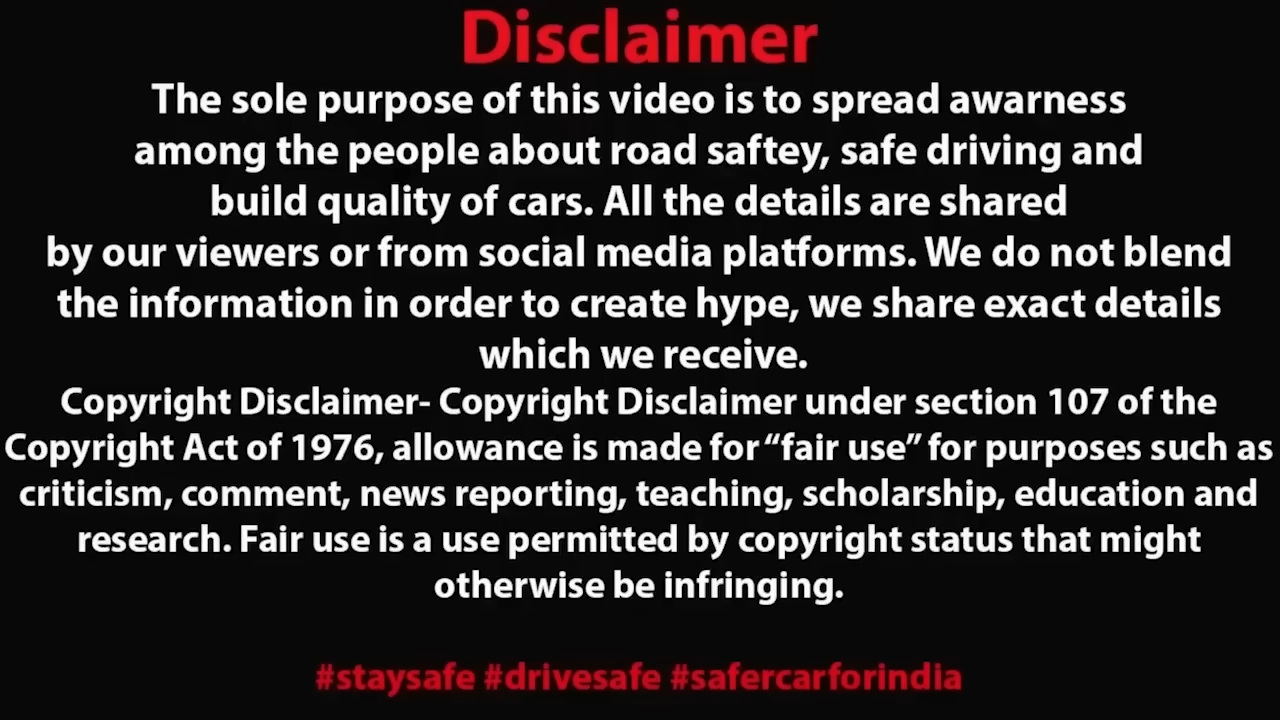 Disclaimer
The sole purpose of this video is to spread awarness
among the people about road saftey, safe driving and
build quality of cars. All the details are shared
by our viewers or from social media platforms. We do not blend
the information in order to create hype, we share exact details
which we receive.
Copyright Disclaimer- Copyright Disclaimer under section 107 of the
Copyright Act of 1976, allowance is made for “fair use” for purposes such as
criticism, comment, news reporting, teaching, scholarship, education and
research. Fair use is a use permitted by copyright status that might
otherwise be infringing.
#staysafe #drivesafe #safercarforindia